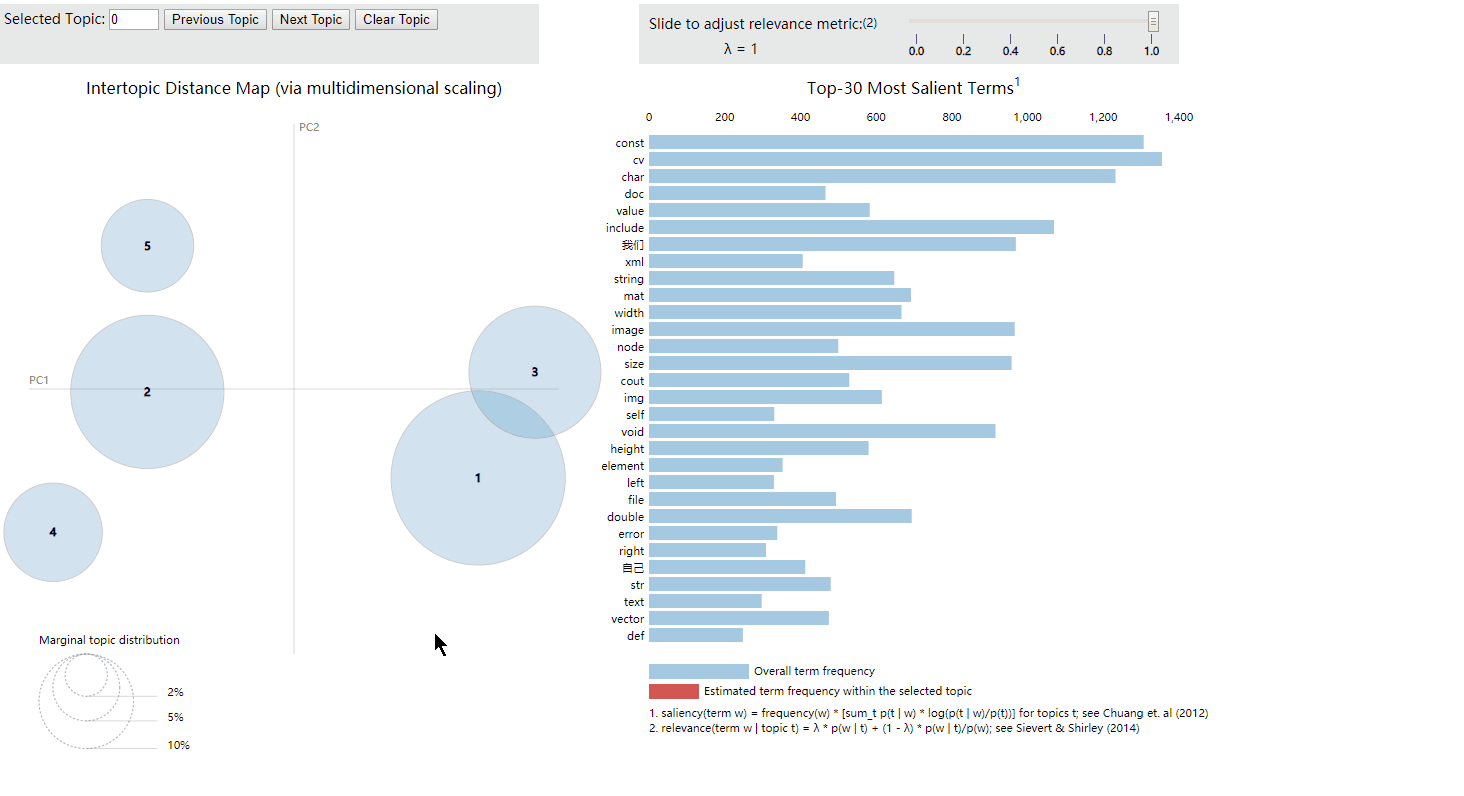 Selected Topic: 0 Previous Topic Next Topic Clear Topic
Slide to adjust relevance metric:(2)
λ = 1
0.0 0.2 0.4 0.6 0.8 1.0
Intertopic Distance Map (via multidimensional scaling)
PC2
PC1
5
2
3
1
4
Marginal topic distribution
2%
5%
10%
Top-30 Most Salient Terms1
0 200 400 600 800 1,000 1,200 1,400
const
cv
char
doc
value
include
我们
xml
string
mat
width
image
node
size
cout
img
self
void
height
element
left
file
double
error
right
自己
str
text
vector
def
Overall term frequency
Estimated term frequency within the selected topic
1. saliency(term w) = frequency(w) * [sum_t p(t | w) * log(p(t | w)/p(t))] for topics t; see Chuang et. al (2012)
2. relevance(term w | topic t) = λ * p(w | t) + (1 - λ) * p(w | t)/p(w); see Sievert & Shirley (2014)